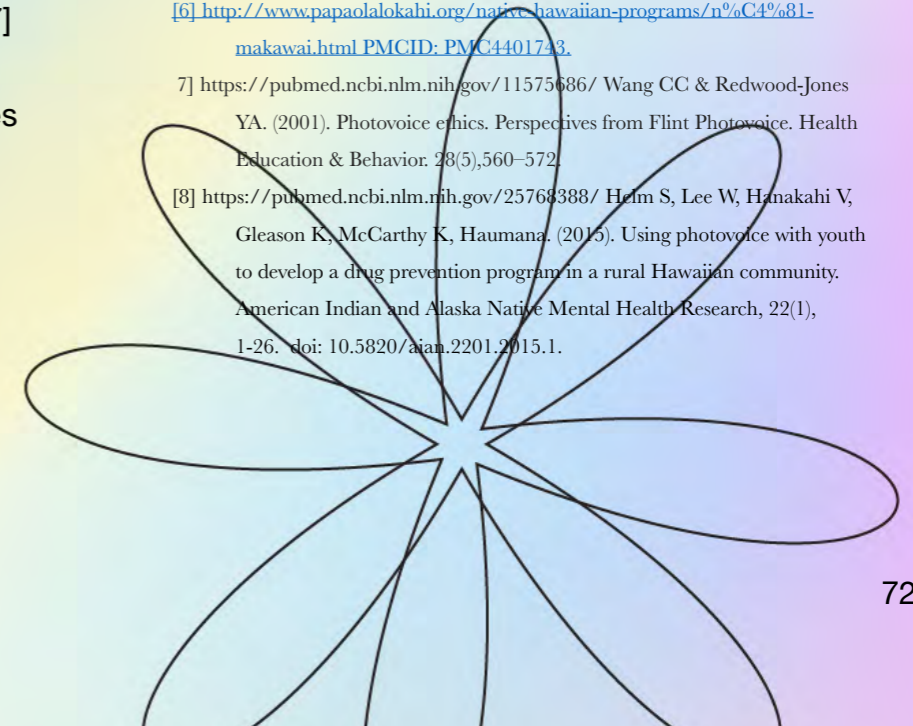 7]
es
[6] http://www.papaolalokahi.org/native-hawaiian-programs/n%C4%81-
makawai.html PMCID: PMC4401743.
7] https://pubmed.ncbi.nlm.nih.gov/11575686/ Wang CC & Redwood-Jones
YA. (2001). Photovoice ethics. Perspectives from Flint Photovoice. Health
Education & Behavior. 28(5),560–572.
[8] https://pubmed.ncbi.nlm.nih.gov/25768388/ Helm S, Lee W, Hanakahi V,
Gleason K, McCarthy K, Haumana. (2015). Using photovoice with youth
to develop a drug prevention program in a rural Hawaiian community.
American Indian and Alaska Native Mental Health Research, 22(1),
1-26. doi: 10.5820/aian.2201.2015.1.
72